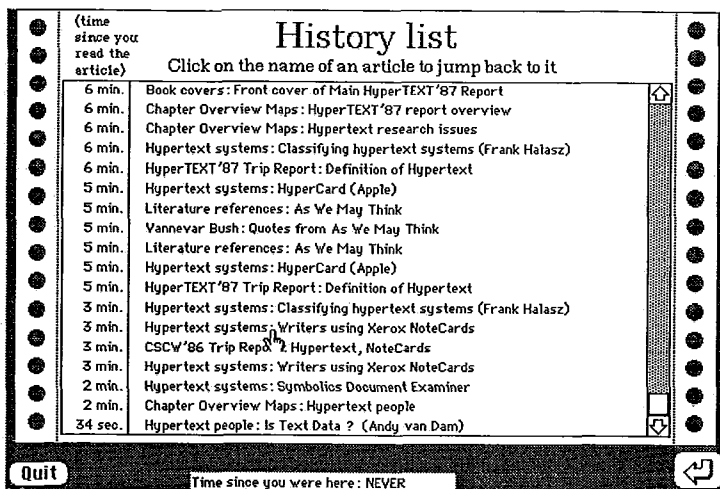 (time
since you
read the
article)
History list
Click on the name of an article to jump back to it
6 min. Book covers: Front cover of Main HyperTEXT'87 Report
6 min. Chapter Overview Maps: HyperTEXT'87 report overview
6 min. Chapter Overview Maps: Hypertext research issues
6 min. Hypertext systems: Classifying hypertext systems (Frank Halasz)
6 min. HyperTEXT'87 Trip Report: Definition of Hypertext
5 min. Hypertext systems: HyperCard (Apple)
5 min. Literature references: As We May Think
5 min. Vannevar Bush: Quotes from As We May Think
5 min. Literature references: As We May Think
5 min. Hypertext systems: HyperCard (Apple)
5 min. HyperTEXT'87 Trip Report: Definition of Hypertext
3 min. Hypertext systems: Classifying hypertext systems (Frank Halasz)
3 min. Hypertext systems: Writers using Xerox NoteCards
3 min. CSCW'86 Trip Hypertext, NoteCards
3 min. Hypertext systems: Writers using Xerox NoteCards
2 min. Hypertext systems: Symbolics Document Examiner
2 min. Chapter Overview Maps: Hypertext people
34 sec. Hypertext people: Is Text Data ? (Andy van Dam)
Quit
Time since you were here: NEVER